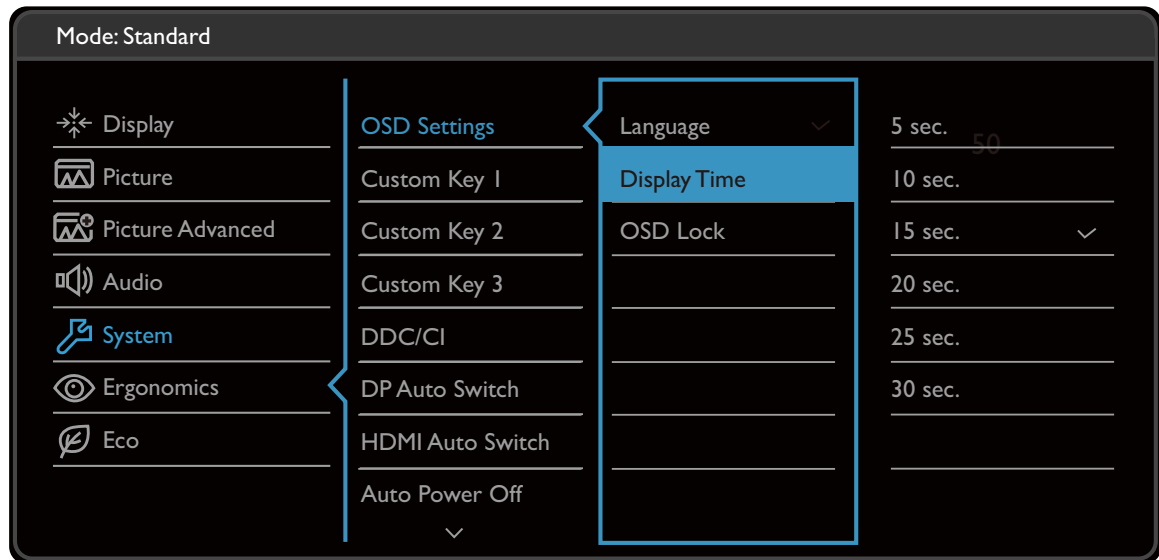 Mode: Standard
Display
Picture
Picture Advanced
Audio
System
Ergonomics
Eco
OSD Settings
Custom Key 1
Custom Key 2
Custom Key 3
DDC/CI
DP Auto Switch
HDMI Auto Switch
Auto Power Off
Language
Display Time
OSD Lock
5 sec.
50
10 sec.
15 sec.
20 sec.
25 sec.
30 sec.